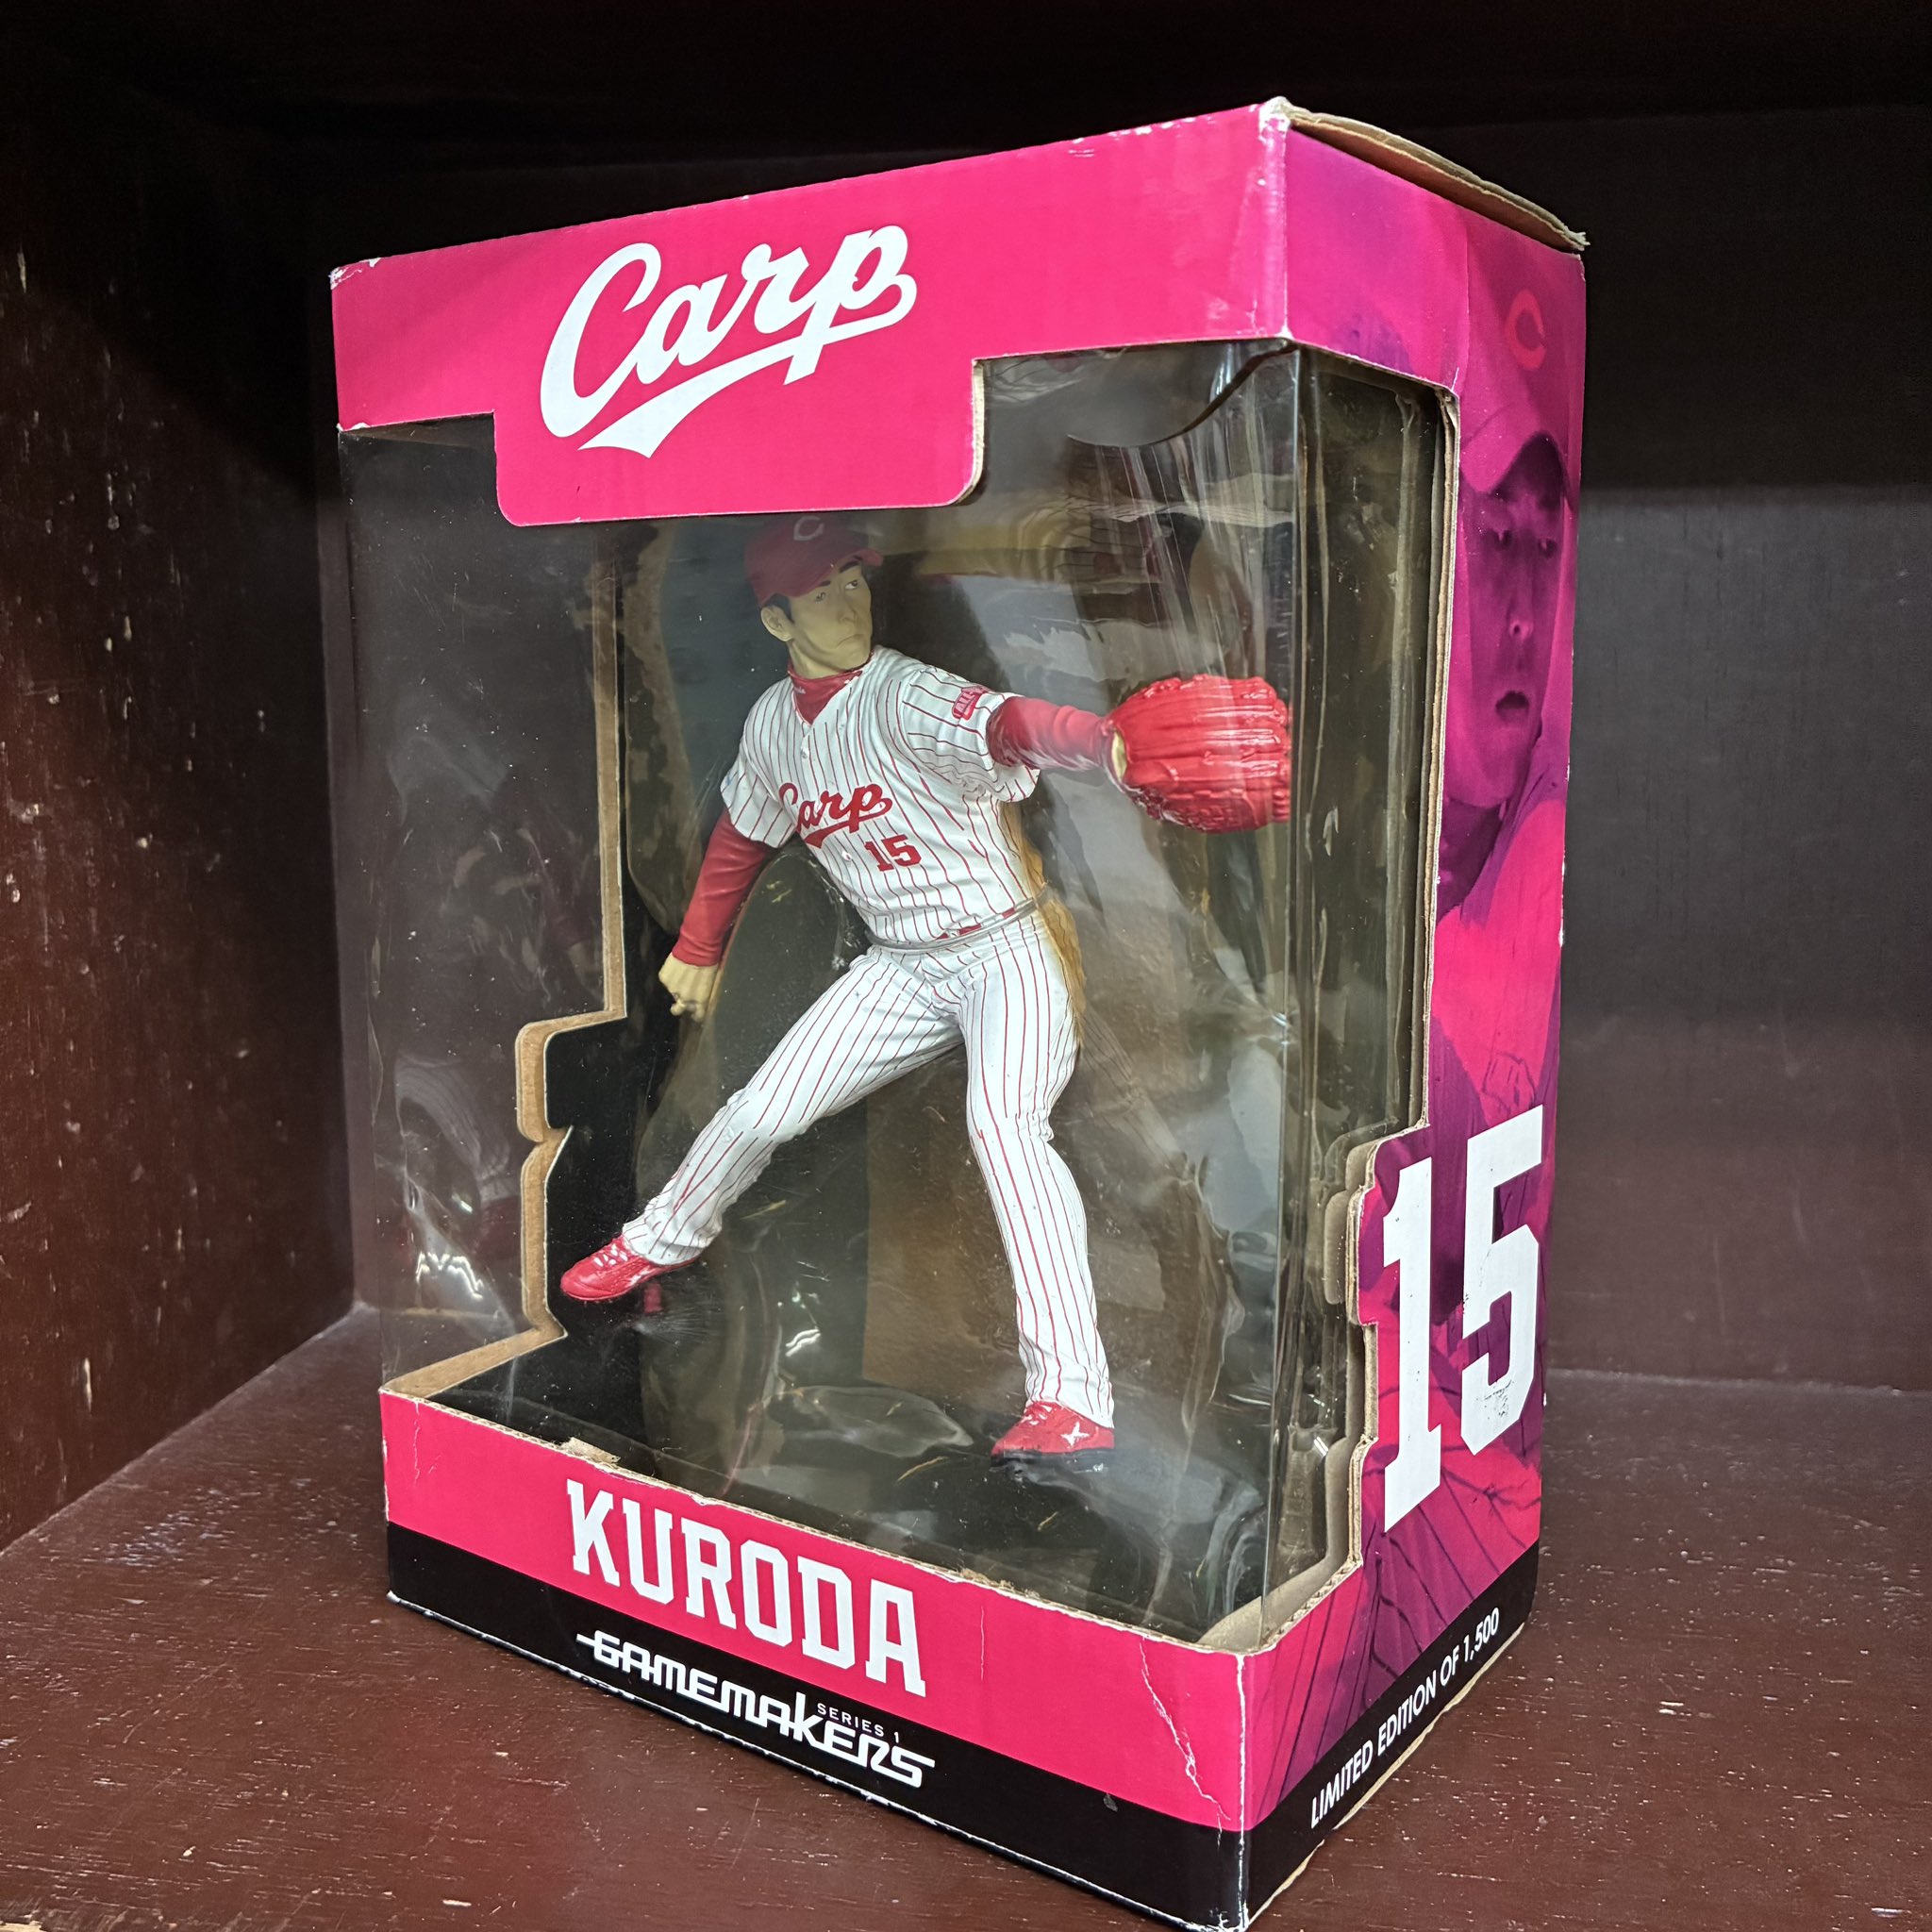 Carp
C
C
Carp
15
15
KURODA
SERIES 1
GAMEMAKERS
LIMITED EDITION OF 1,500